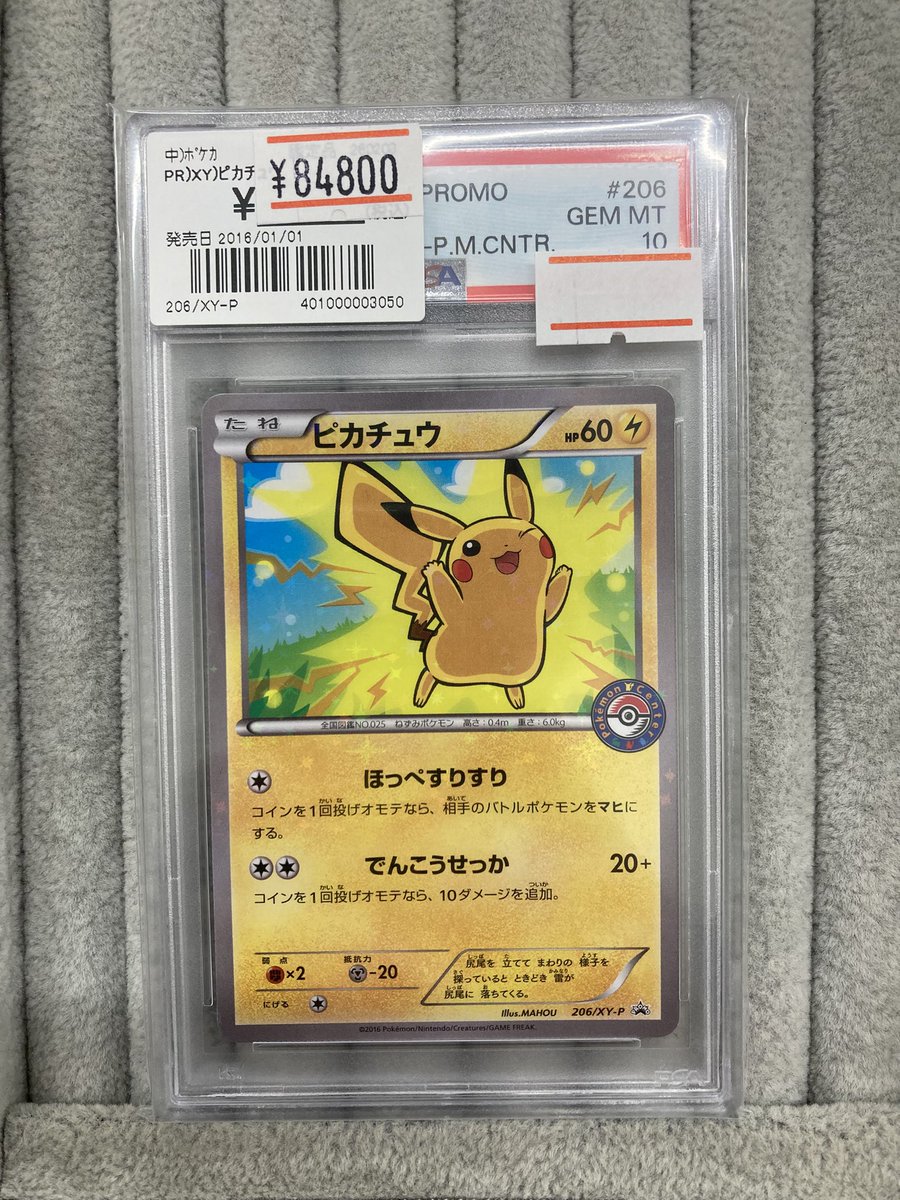 中)ポケカ
PR)XY)ピカチ
¥84800
¥
発売日 2016/01/01
206/XY-P
401000003050
PROMO
#206
GEM MT
-P.M.CNTR.
10
たね
ピカチュウ
HP60
Pokémon Center
全国図鑑NO.025 ねずみポケモン 高さ:0.4m 重さ:6.0kg
ほっぺすりすり
コインを1回投げオモテなら、相手のバトルポケモンをマヒに
する。
でんこうせっか
20+
コインを1回投げオモテなら、10ダメージを追加。
弱点
抵抗力
×2
-20
にげる
尻尾を 立てて まわりの 様子を
探っていると ときどき 雷が
尻尾に 落ちてくる。
Illus.MAHOU
206/XY-P
©2016 Pokémon/Nintendo/Creatures/GAME FREAK.
PSA